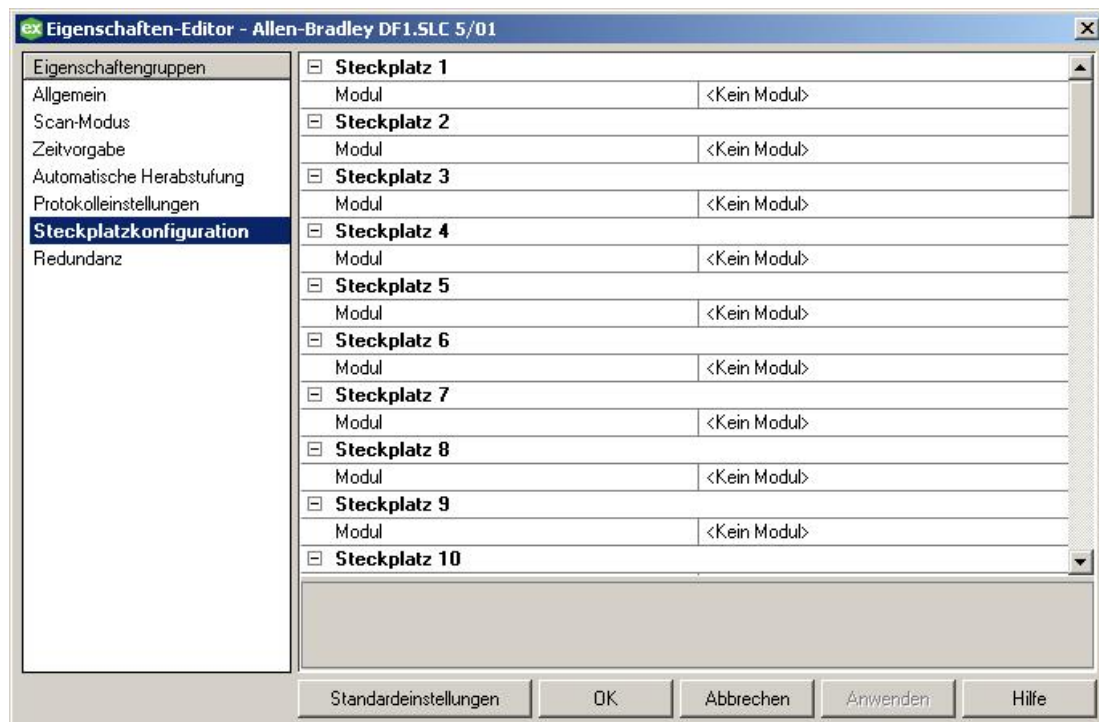 ex Eigenschaften-Editor - Allen-Bradley DF1.SLC 5/01
Eigenschaftengruppen
Allgemein
Scan-Modus
Zeitvorgabe
Automatische Herabstufung
Protokolleinstellungen
Steckplatzkonfiguration
Redundanz
Steckplatz 1
Modul <Kein Modul>
Steckplatz 2
Modul <Kein Modul>
Steckplatz 3
Modul <Kein Modul>
Steckplatz 4
Modul <Kein Modul>
Steckplatz 5
Modul <Kein Modul>
Steckplatz 6
Modul <Kein Modul>
Steckplatz 7
Modul <Kein Modul>
Steckplatz 8
Modul <Kein Modul>
Steckplatz 9
Modul <Kein Modul>
Steckplatz 10
Standardeinstellungen OK Abbrechen Anwenden Hilfe